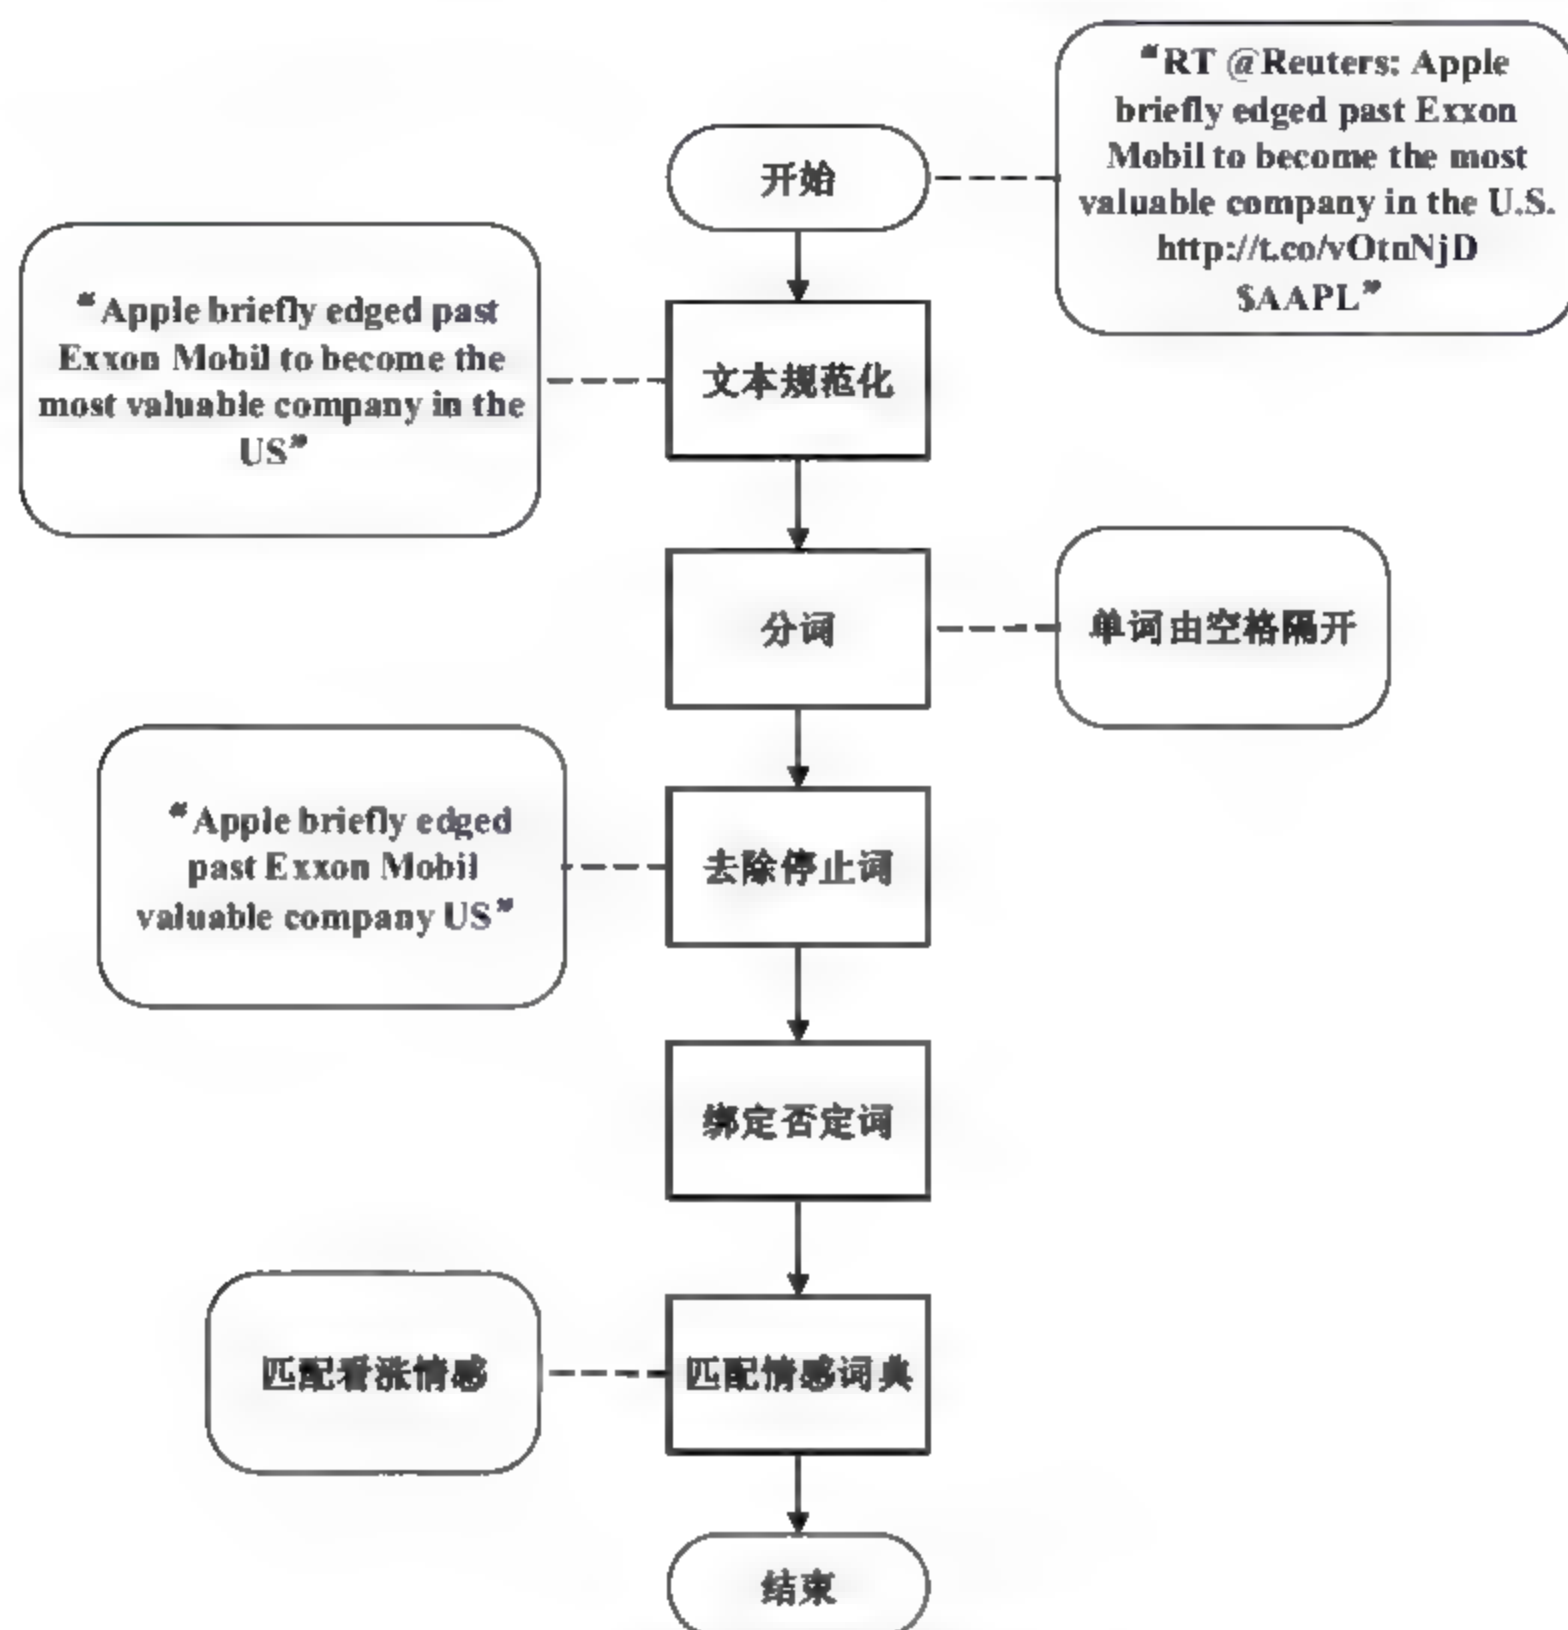 “RT @Reuters: Apple
briefly edged past Exxon
Mobil to become the most
valuable company in the U.S.
http://t.co/vOtnNjD
$AAPL”
开始
“Apple briefly edged past
Exxon Mobil to become the
most valuable company in the
US”
文本规范化
分词
单词由空格隔开
“Apple briefly edged
past Exxon Mobil
valuable company US”
去除停止词
绑定否定词
匹配看涨情感
匹配情感词典
结束